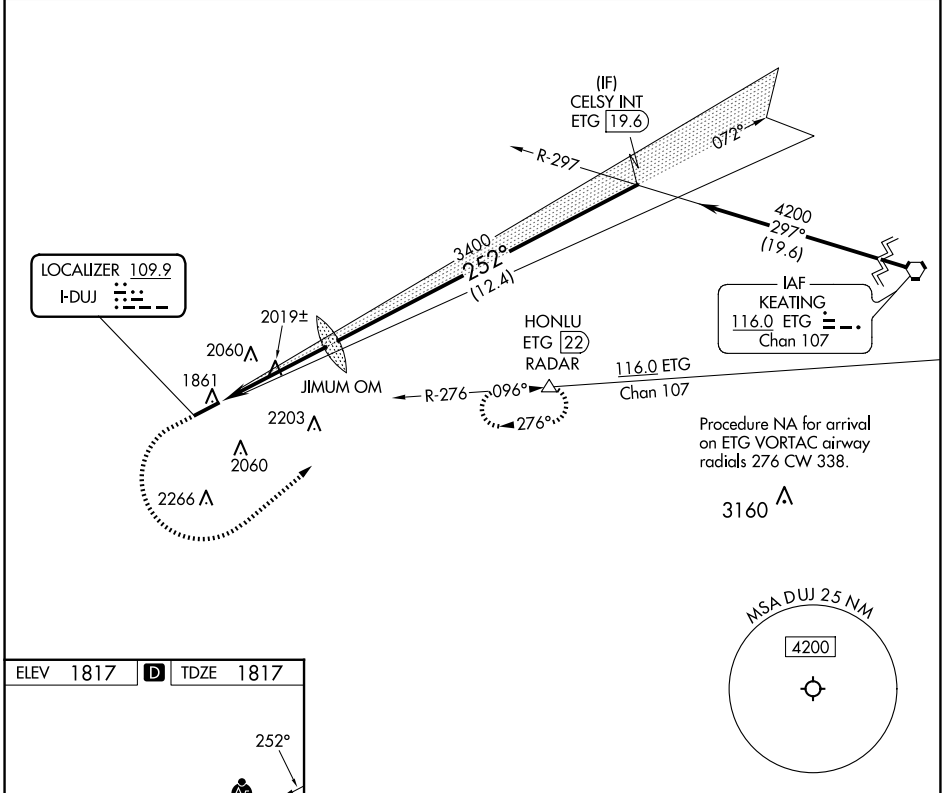 (IF)
CELSY INT
ETG 19.6
072°
R-297
4200
297°
(19.6)
3400
252°
(12.4)
LOCALIZER 109.9
I-DUJ
IAF
KEATING
116.0 ETG
Chan 107
2019±
2060
1861
JIMUM OM
HONLU
ETG 22
RADAR
116.0 ETG
Chan 107
R-276
096°
276°
2203
2060
2266
Procedure NA for arrival
on ETG VORTAC airway
radials 276 CW 338.
3160
MSA DUJ 25 NM
4200
ELEV 1817 D TDZE 1817
252°